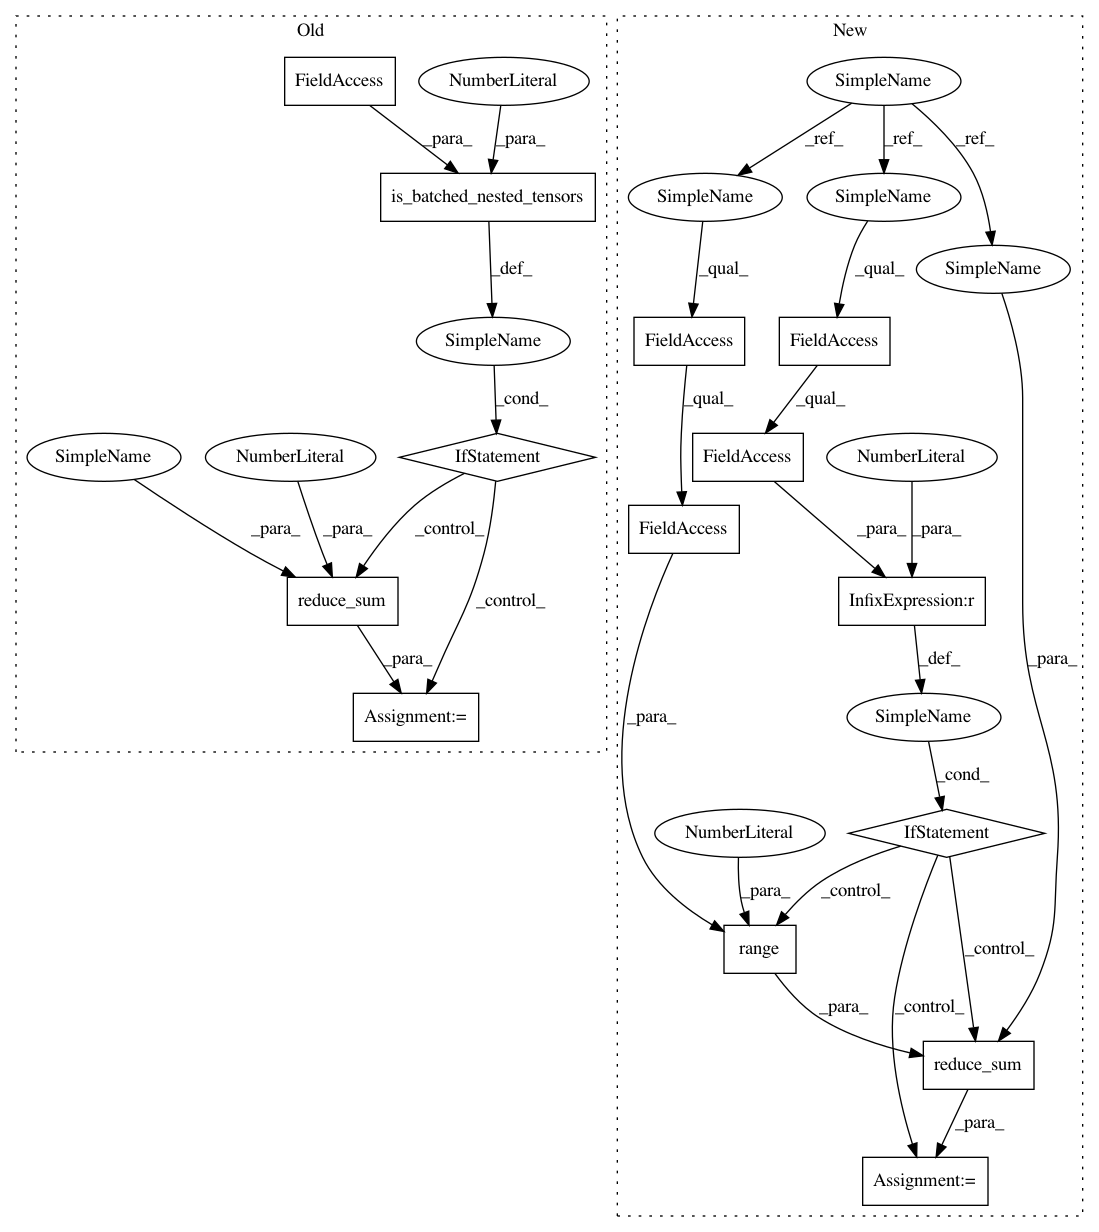 Old
FieldAccess
NumberLiteral
_para_
_para_
is_batched_nested_tensors
_def_
SimpleName
_cond_
SimpleName
NumberLiteral
IfStatement
_para_
_para_
_control_
reduce_sum
_control_
_para_
Assignment:=
New
SimpleName
_ref_
_ref_
_ref_
SimpleName
SimpleName
SimpleName
_qual_
_qual_
FieldAccess
FieldAccess
_qual_
_qual_
FieldAccess
NumberLiteral
FieldAccess
_para_
_para_
InfixExpression:r
_def_
_para_
_para_
SimpleName
_cond_
NumberLiteral
IfStatement
_para_
_control_
range
_control_
_para_
_control_
reduce_sum
_para_
Assignment:=